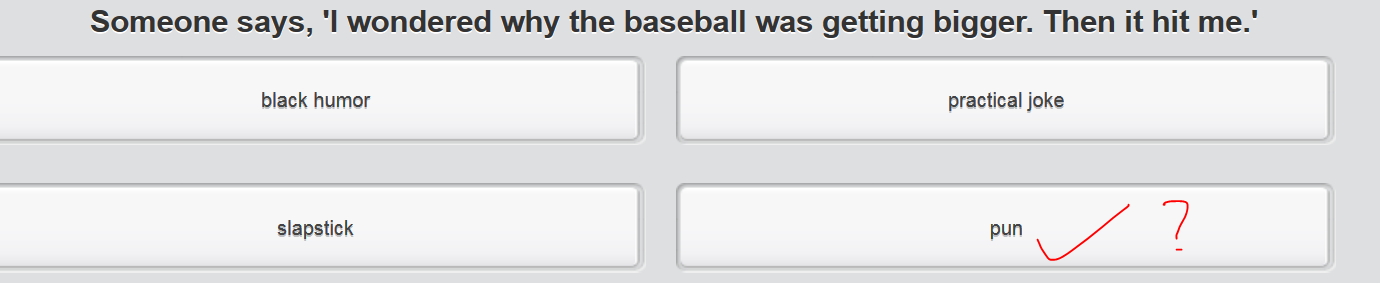 Someone says, 'I wondered why the baseball was getting bigger. Then it hit me.'
black humor
practical joke
slapstick
pun ?